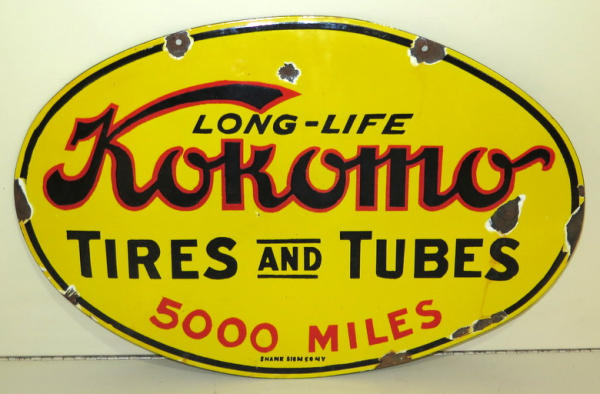 LONG-LIFE
Kokomo
TIRES AND TUBES
5000 MILES